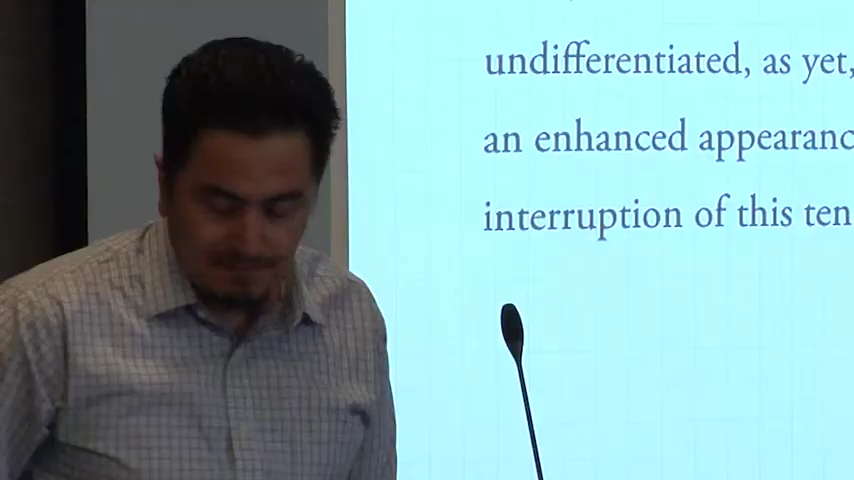 undifferentiated, as yet,
an enhanced appearanc
interruption of this ten